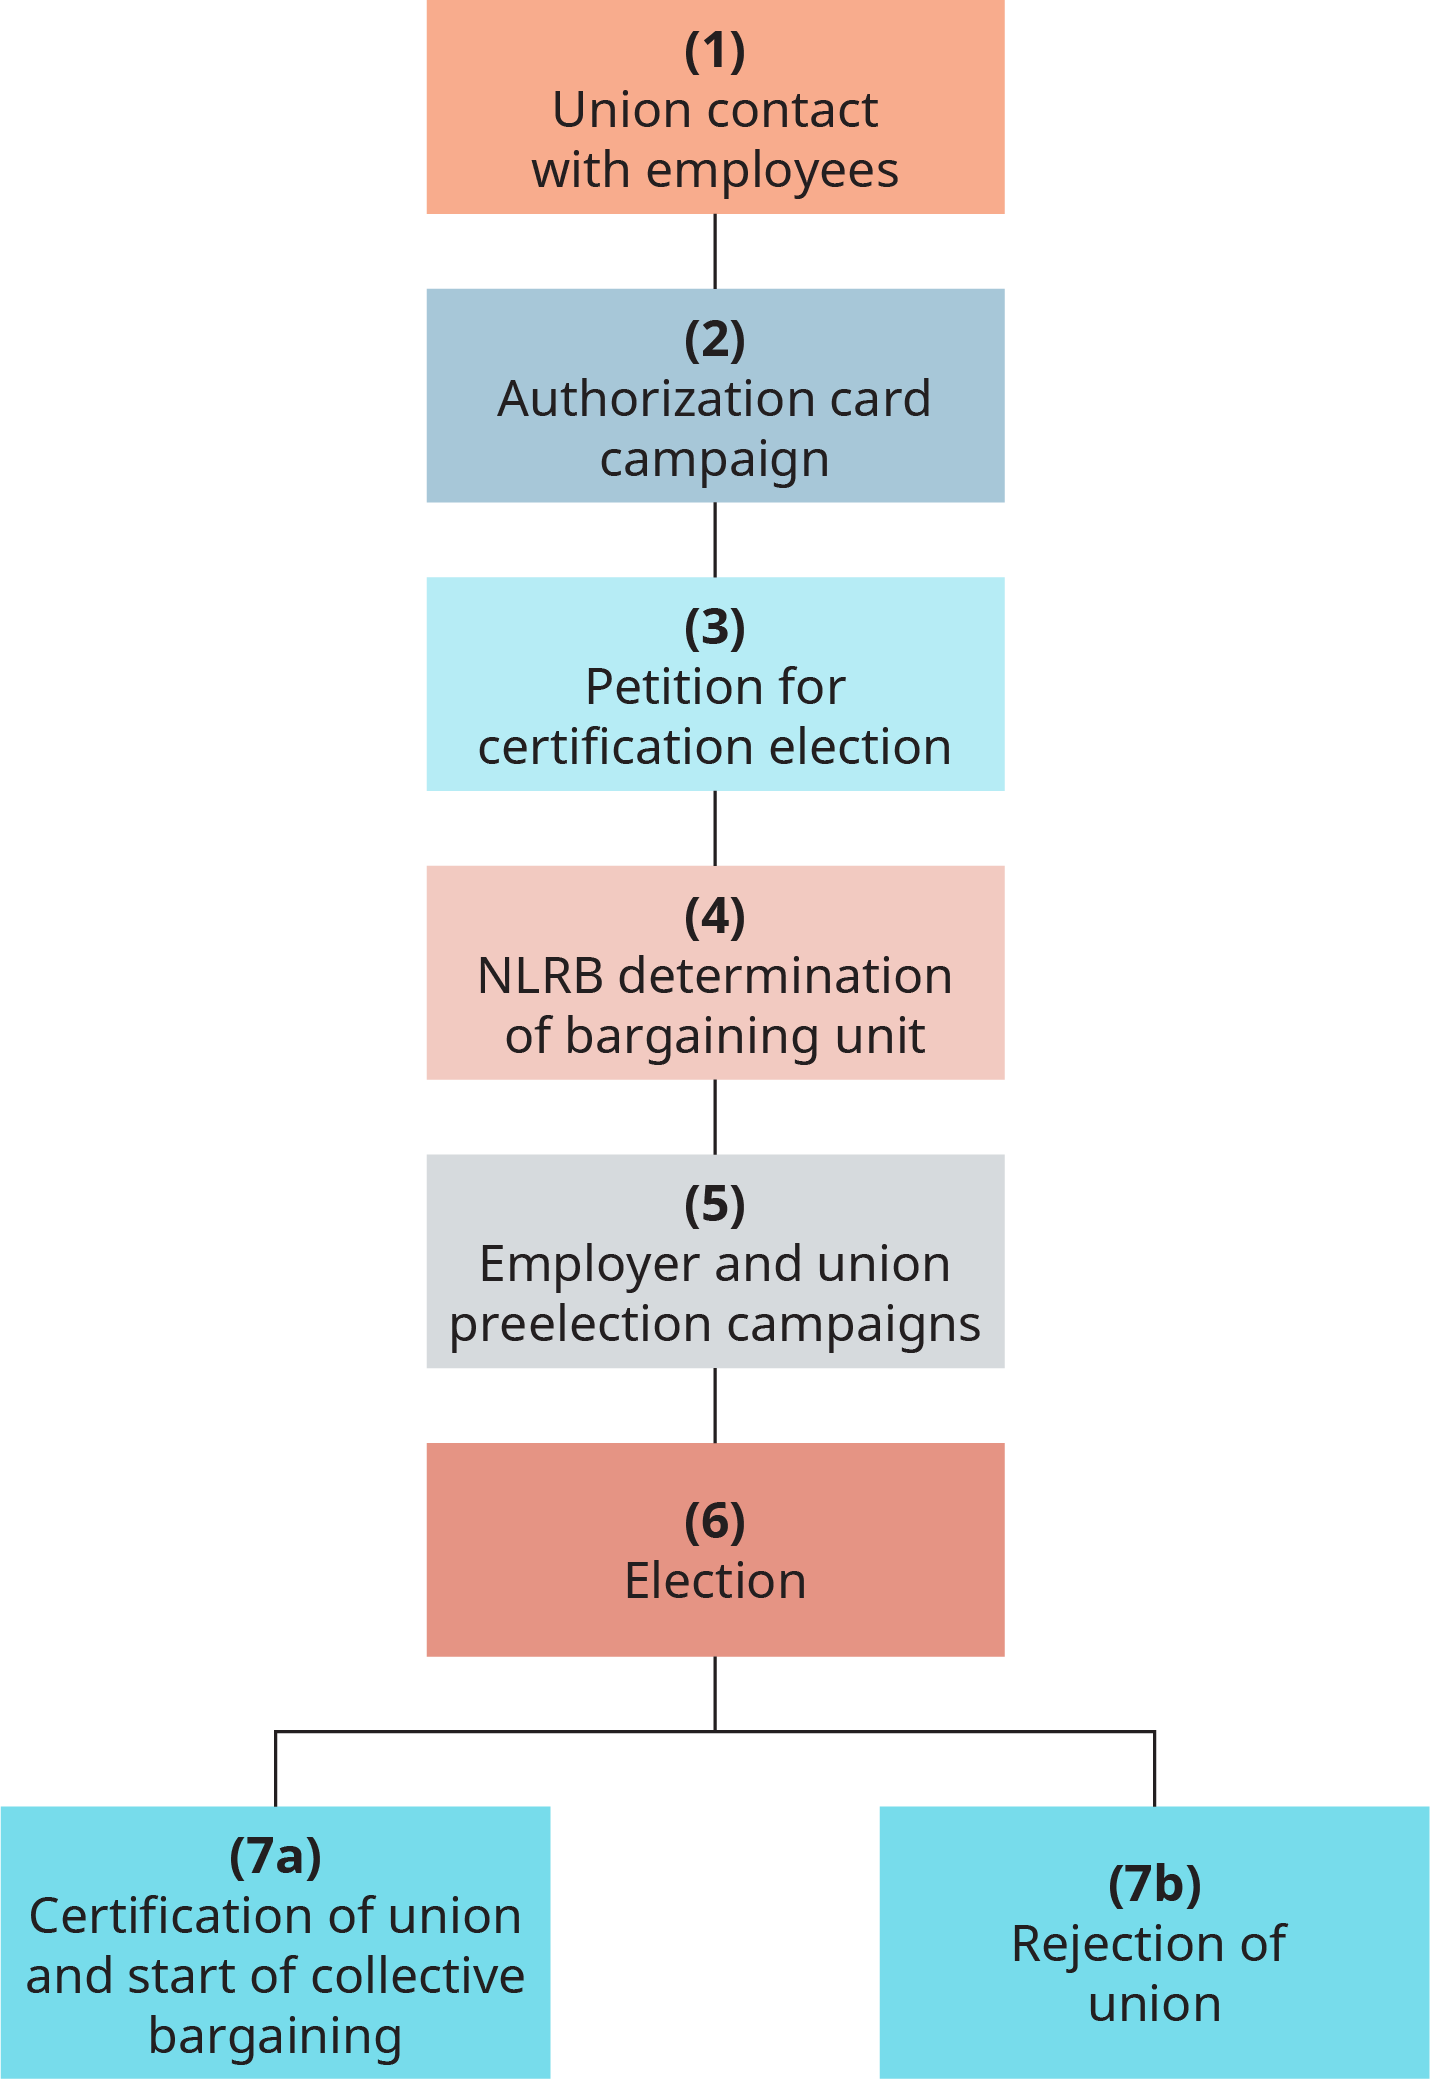 (1)
Union contact
with employees
(2)
Authorization card
campaign
(3)
Petition for
certification election
(4)
NLRB determination
of bargaining unit
(5)
Employer and union
preelection campaigns
(6)
Election
(7a)
Certification of union
and start of collective
bargaining
(7b)
Rejection of
union